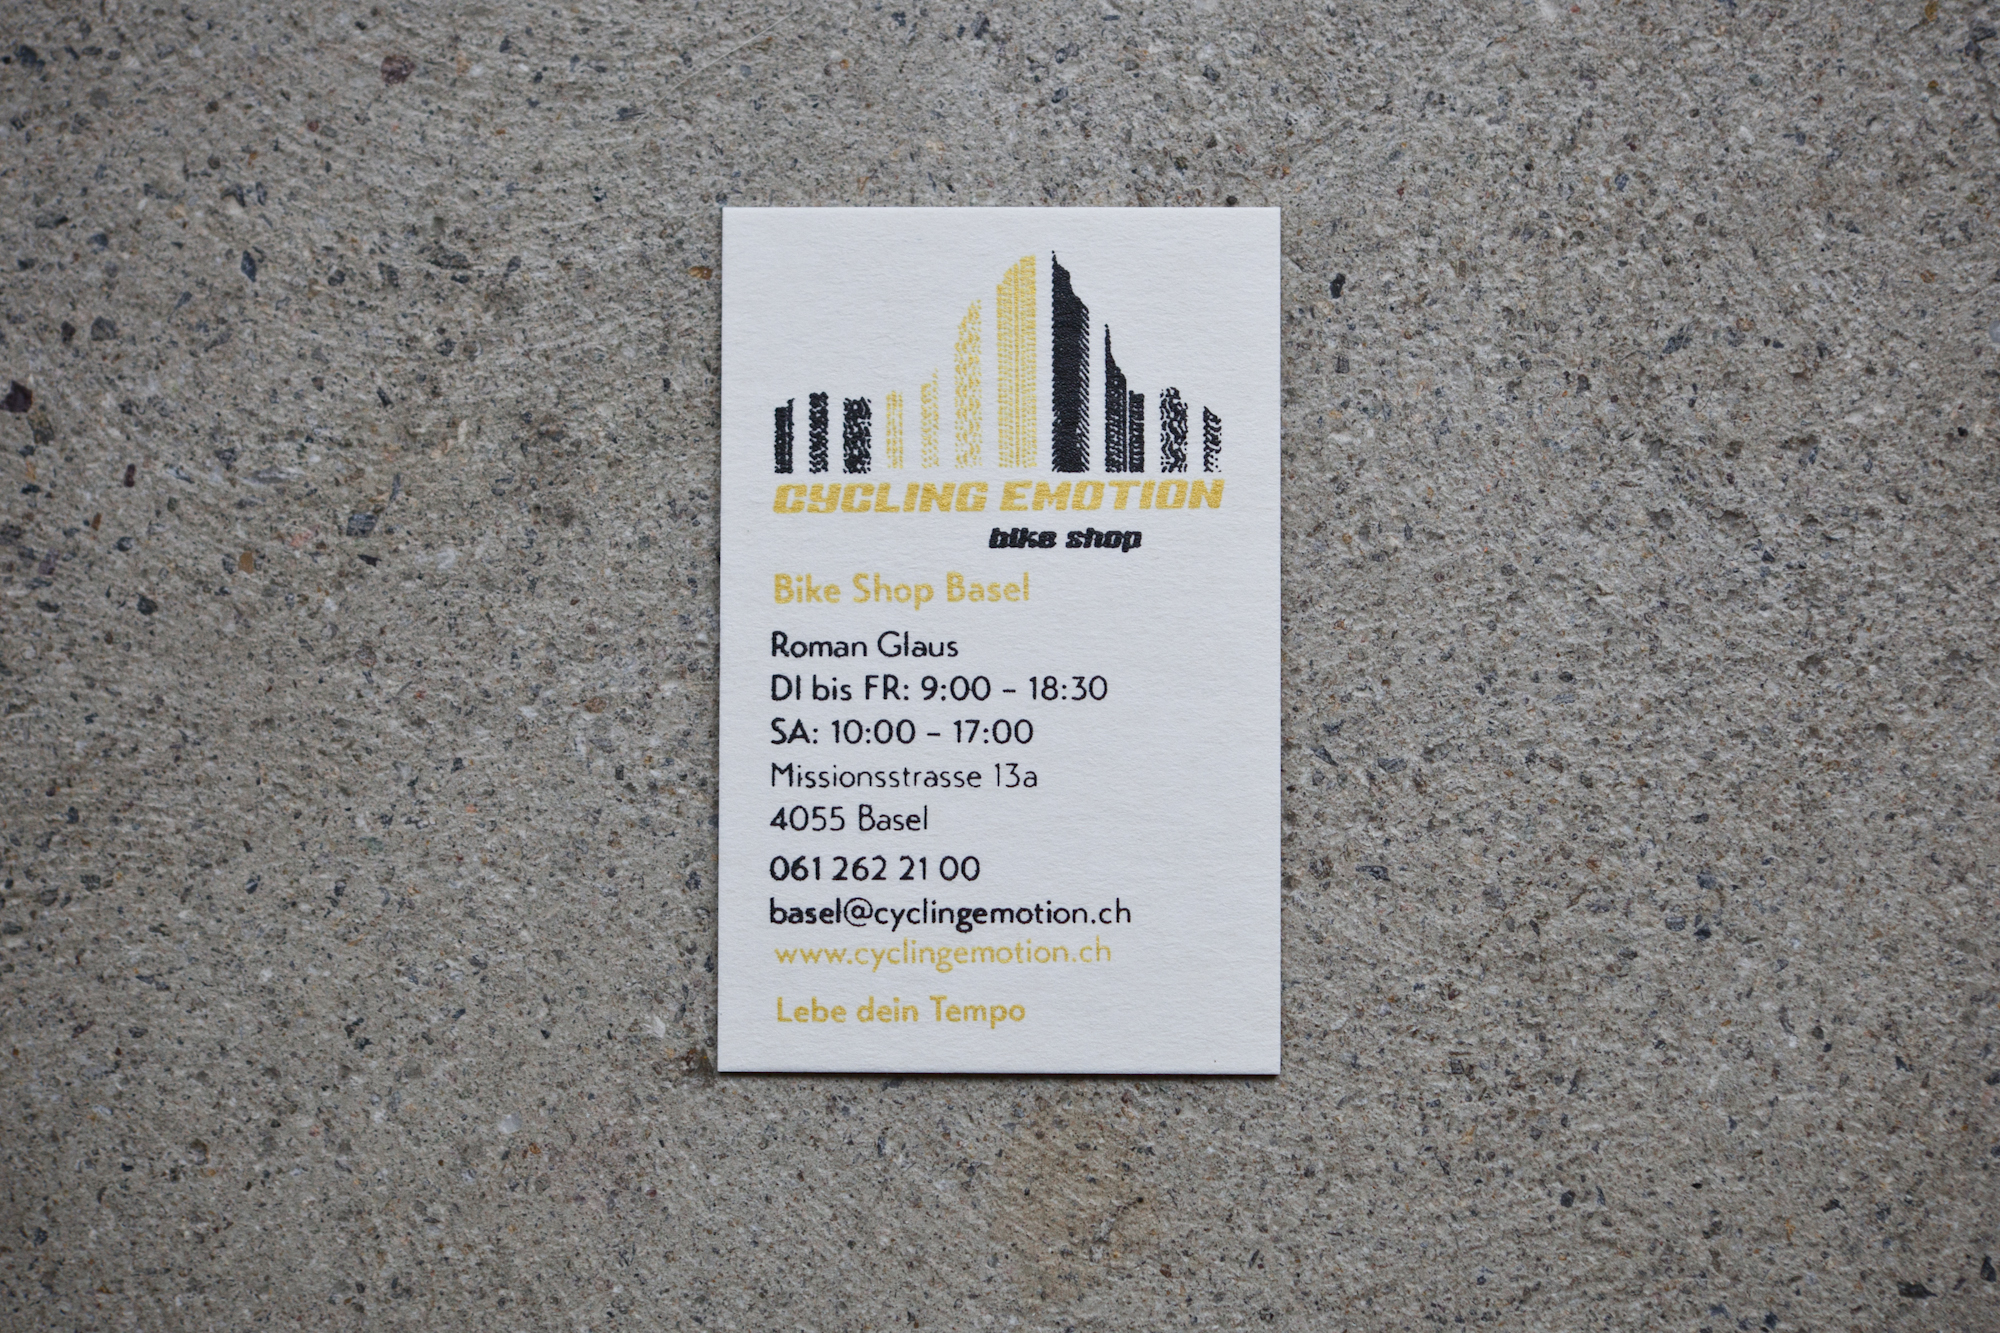 CYCLING EMOTION
bike shop
Bike Shop Basel
Roman Glaus
DI bis FR: 9:00 – 18:30
SA: 10:00 – 17:00
Missionsstrasse 13a
4055 Basel
061 262 21 00
basel@cyclingemotion.ch
www.cyclingemotion.ch
Lebe dein Tempo